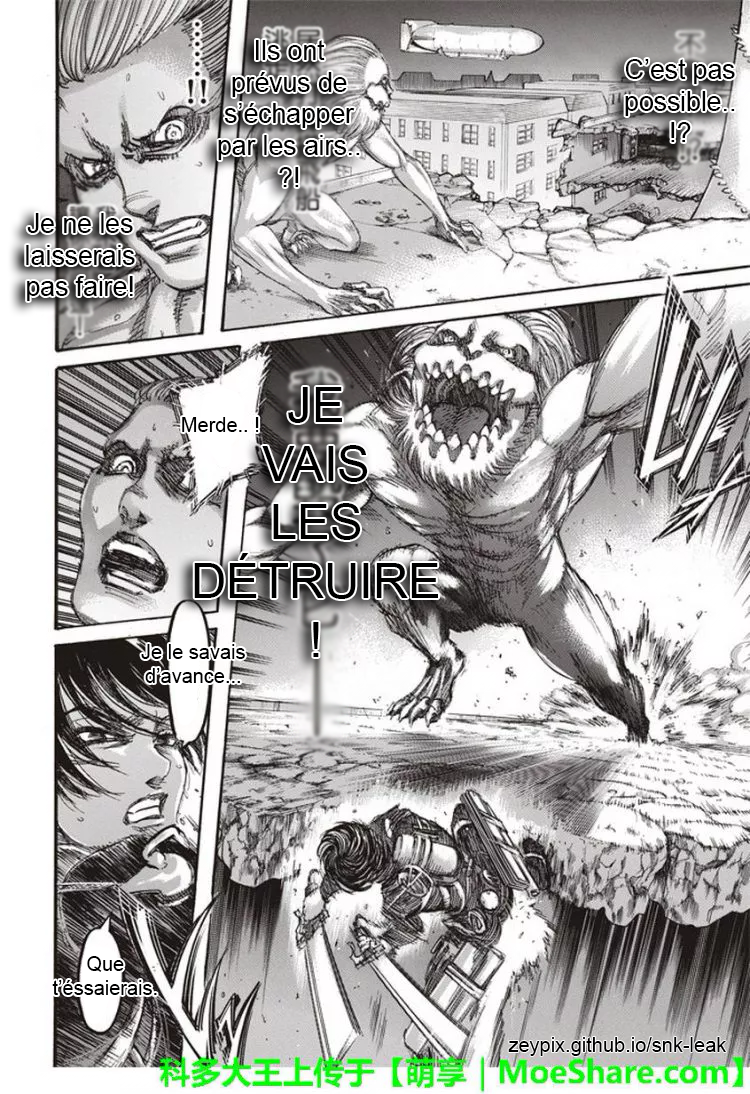 C'est pas
possible..
!?
Ils ont
prévus de
s'échapper
par les airs..
?!
!!
Je ne les
laisserais
pas faire!
JE
VAIS
LES
DÉTRUIRE
!
Merde.. !
Je le savais
d'avance...
Que
t'éssaierais.
zeypix.github.io/snk-leak
科多大王上传于【萌享｜MoeShare.com】